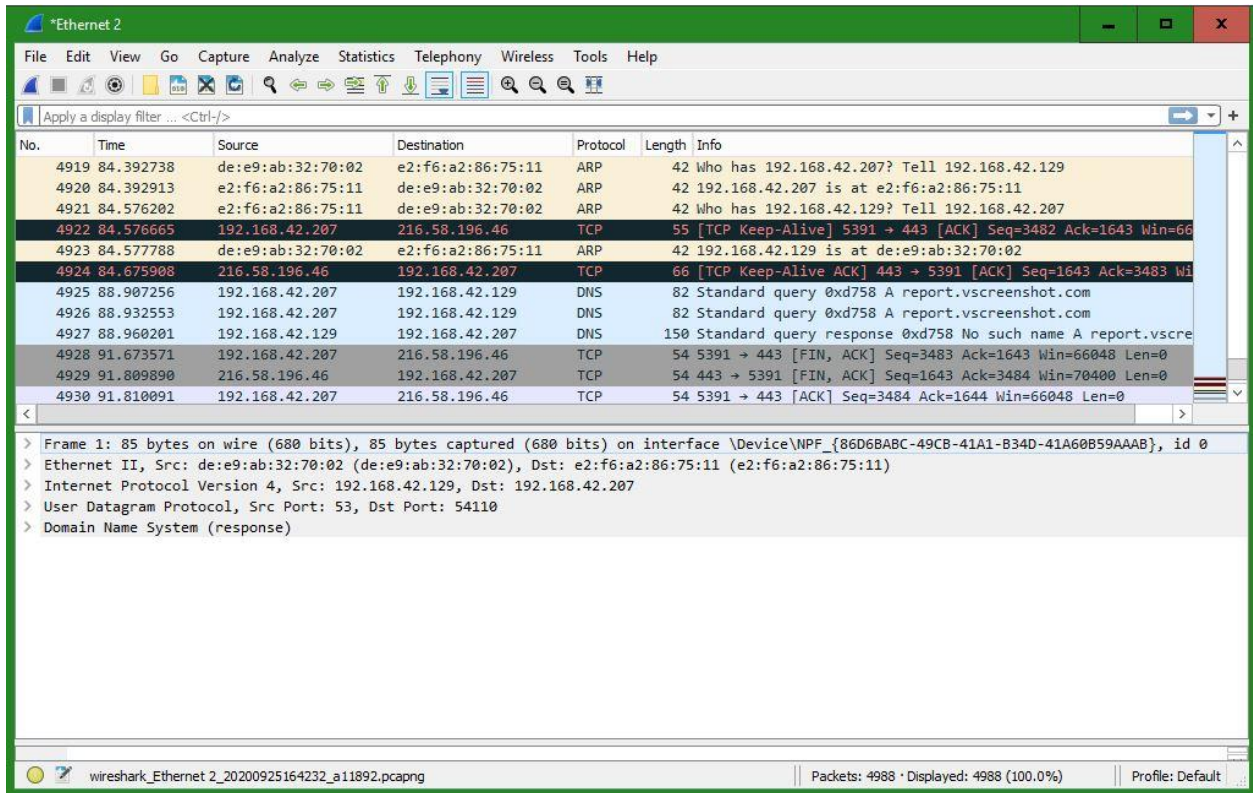 *Ethernet 2
File Edit View Go Capture Analyze Statistics Telephony Wireless Tools Help
Apply a display filter ... <Ctrl-/>
No. Time Source Destination Protocol Length Info
4919 84.392738 de:e9:ab:32:70:02 e2:f6:a2:86:75:11 ARP 42 Who has 192.168.42.207? Tell 192.168.42.129
4920 84.392913 e2:f6:a2:86:75:11 de:e9:ab:32:70:02 ARP 42 192.168.42.207 is at e2:f6:a2:86:75:11
4921 84.576202 e2:f6:a2:86:75:11 de:e9:ab:32:70:02 ARP 42 Who has 192.168.42.129? Tell 192.168.42.207
4922 84.576665 192.168.42.207 216.58.196.46 TCP 55 [TCP Keep-Alive] 5391 → 443 [ACK] Seq=3482 Ack=1643 Win=66
4923 84.577788 de:e9:ab:32:70:02 e2:f6:a2:86:75:11 ARP 42 192.168.42.129 is at de:e9:ab:32:70:02
4924 84.675908 216.58.196.46 192.168.42.207 TCP 66 [TCP Keep-Alive ACK] 443 → 5391 [ACK] Seq=1643 Ack=3483 Wi
4925 88.907256 192.168.42.207 192.168.42.129 DNS 82 Standard query 0xd758 A report.vscreenshot.com
4926 88.932553 192.168.42.207 192.168.42.129 DNS 82 Standard query 0xd758 A report.vscreenshot.com
4927 88.960201 192.168.42.129 192.168.42.207 DNS 150 Standard query response 0xd758 No such name A report.vscre
4928 91.673571 192.168.42.207 216.58.196.46 TCP 54 5391 → 443 [FIN, ACK] Seq=3483 Ack=1643 Win=66048 Len=0
4929 91.809890 216.58.196.46 192.168.42.207 TCP 54 443 → 5391 [FIN, ACK] Seq=1643 Ack=3484 Win=70400 Len=0
4930 91.810091 192.168.42.207 216.58.196.46 TCP 54 5391 → 443 [ACK] Seq=3484 Ack=1644 Win=66048 Len=0
Frame 1: 85 bytes on wire (680 bits), 85 bytes captured (680 bits) on interface \Device\NPF_{86D6BABC-49CB-41A1-B34D-41A60B59AAAB}, id 0
Ethernet II, Src: de:e9:ab:32:70:02 (de:e9:ab:32:70:02), Dst: e2:f6:a2:86:75:11 (e2:f6:a2:86:75:11)
Internet Protocol Version 4, Src: 192.168.42.129, Dst: 192.168.42.207
User Datagram Protocol, Src Port: 53, Dst Port: 54110
Domain Name System (response)
wireshark_Ethernet 2_20200925164232_a11892.pcapng Packets: 4988 · Displayed: 4988 (100.0%) Profile: Default